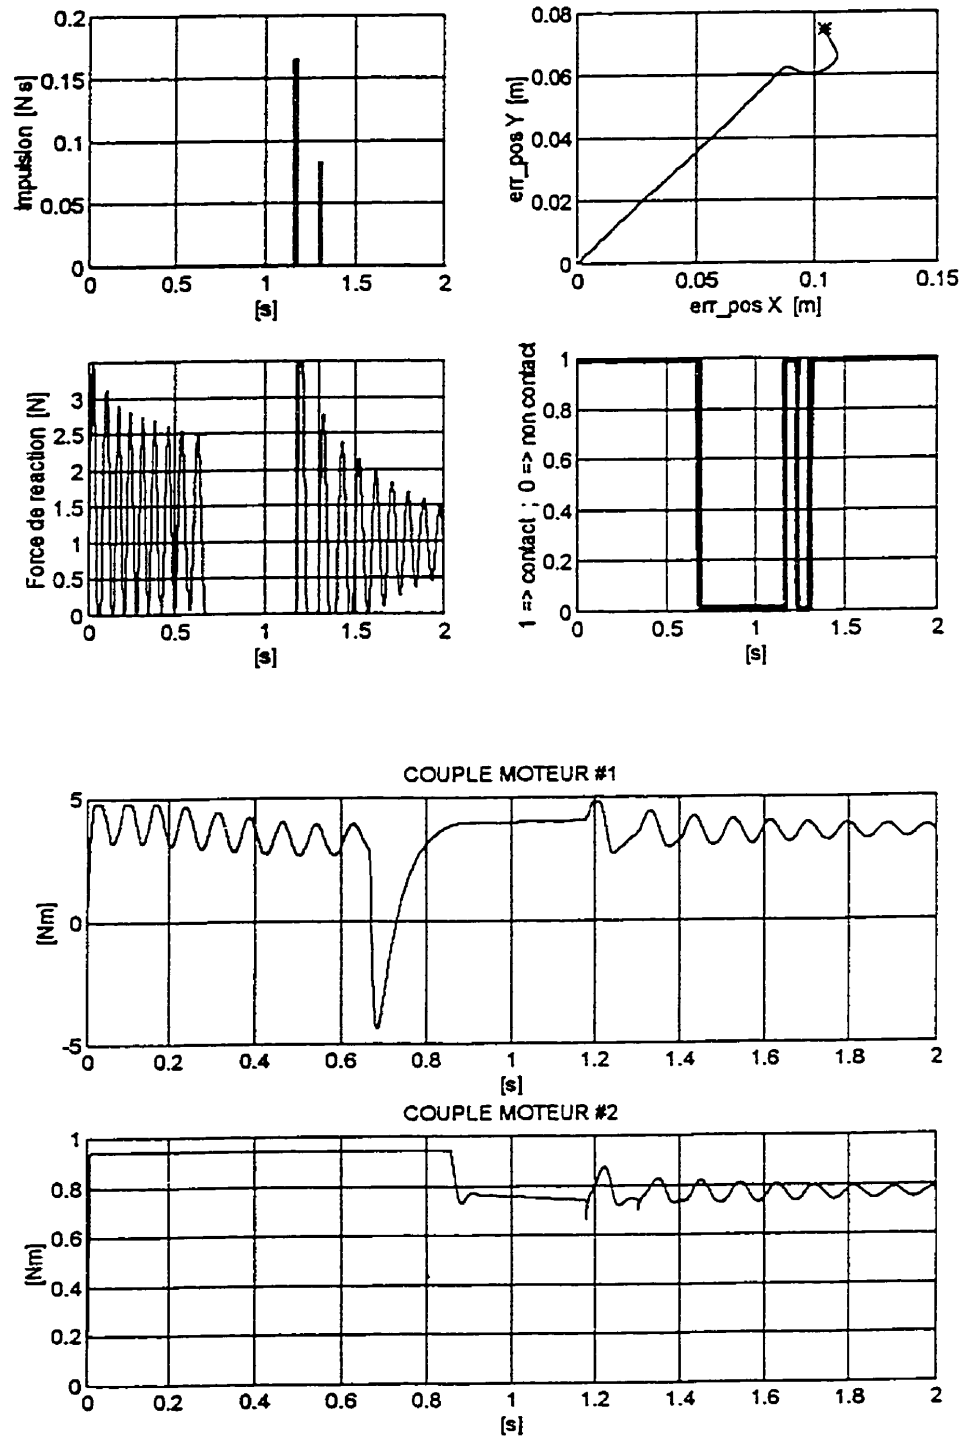 Impulsion [N s]
0.2
0.15
0.1
0.05
0
0 0.5 1 1.5 2
[s]
err_pos Y [m]
0.08
0.06
0.04
0.02
0
0 0.05 0.1 0.15
err_pos X [m]
Force de reaction [N]
3
2.5
2
1.5
1
0.5
0
0 0.5 1 1.5 2
[s]
1 => contact ; 0 => non contact
1
0.8
0.6
0.4
0.2
0
0 0.5 1 1.5 2
[s]
COUPLE MOTEUR #1
[Nm]
5
0
-5
0 0.2 0.4 0.6 0.8 1 1.2 1.4 1.6 1.8 2
[s]
COUPLE MOTEUR #2
[Nm]
1
0.8
0.6
0.4
0.2
0
0 0.2 0.4 0.6 0.8 1 1.2 1.4 1.6 1.8 2
[s]